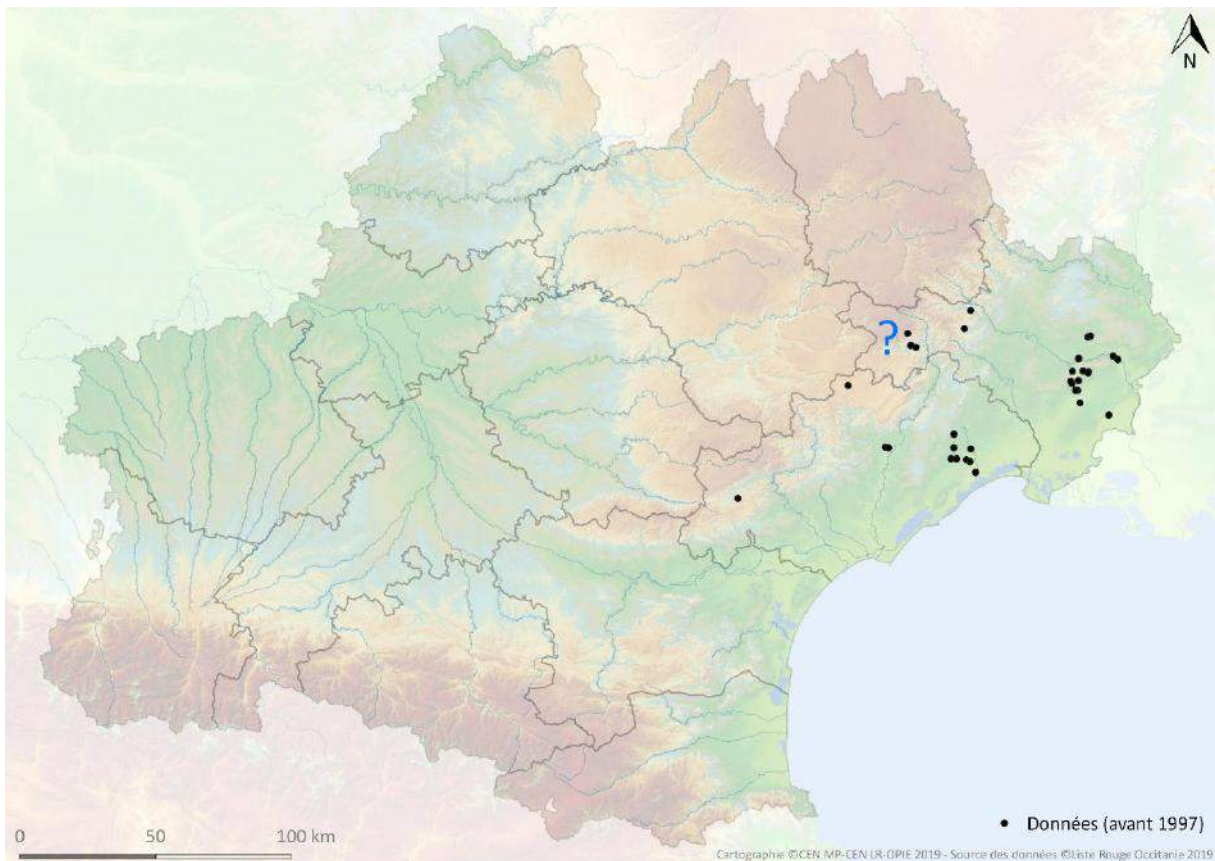 N
?
0 50 100 km
Données (avant 1997)
Cartographie ©CEN MP-CEN LR-OPIE 2019 - Source des données ©Liste Rouge Occitanie 2019